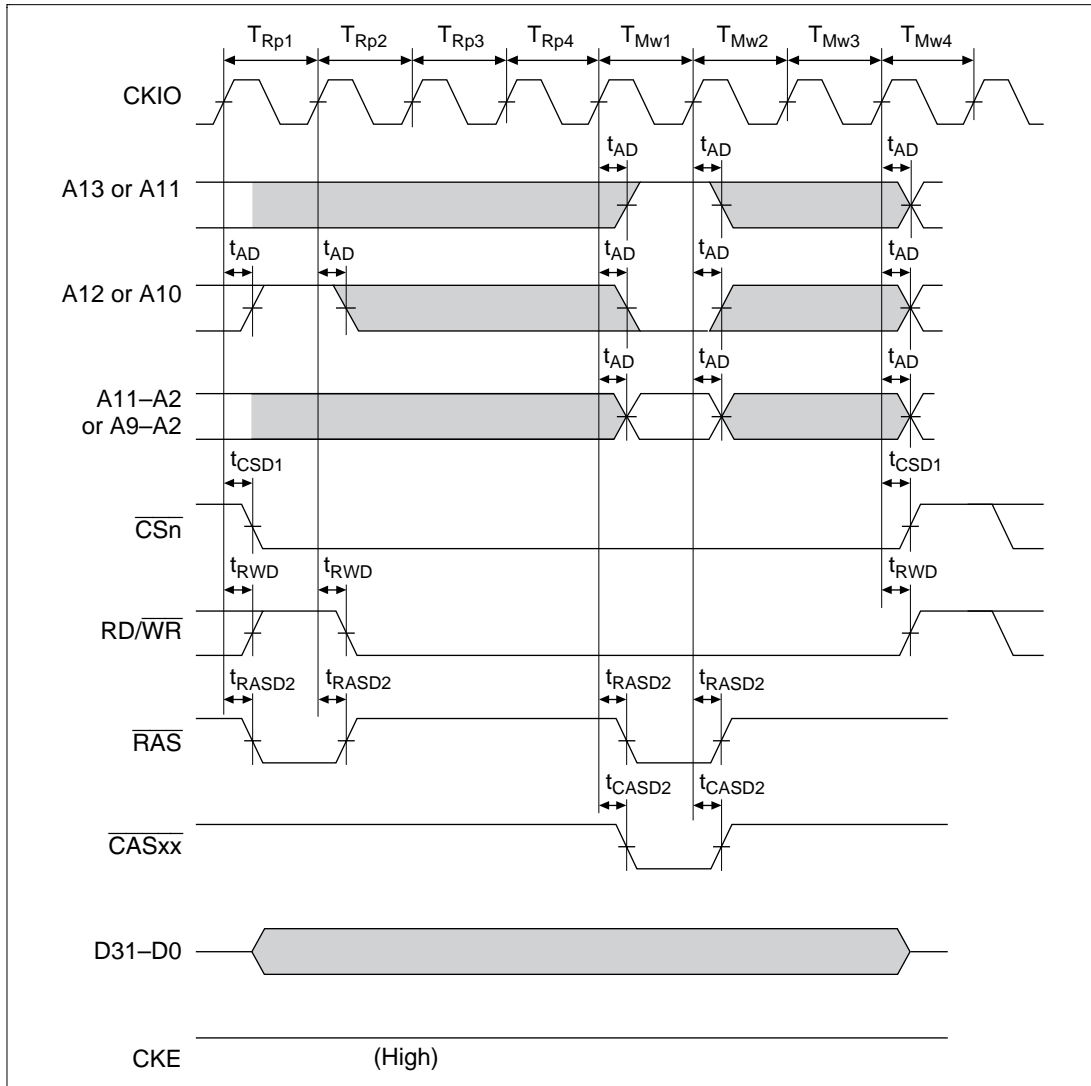 TRp1 TRp2 TRp3 TRp4 TMw1 TMw2 TMw3 TMw4
CKIO
tAD tAD tAD
A13 or A11
tAD tAD tAD tAD tAD
A12 or A10
tAD tAD tAD
A11–A2
or A9–A2
tCSD1 tCSD1
CSn
tRWD tRWD tRWD
RD/WR
tRASD2 tRASD2 tRASD2 tRASD2
RAS
tCASD2 tCASD2
CASxx
D31–D0
CKE (High)